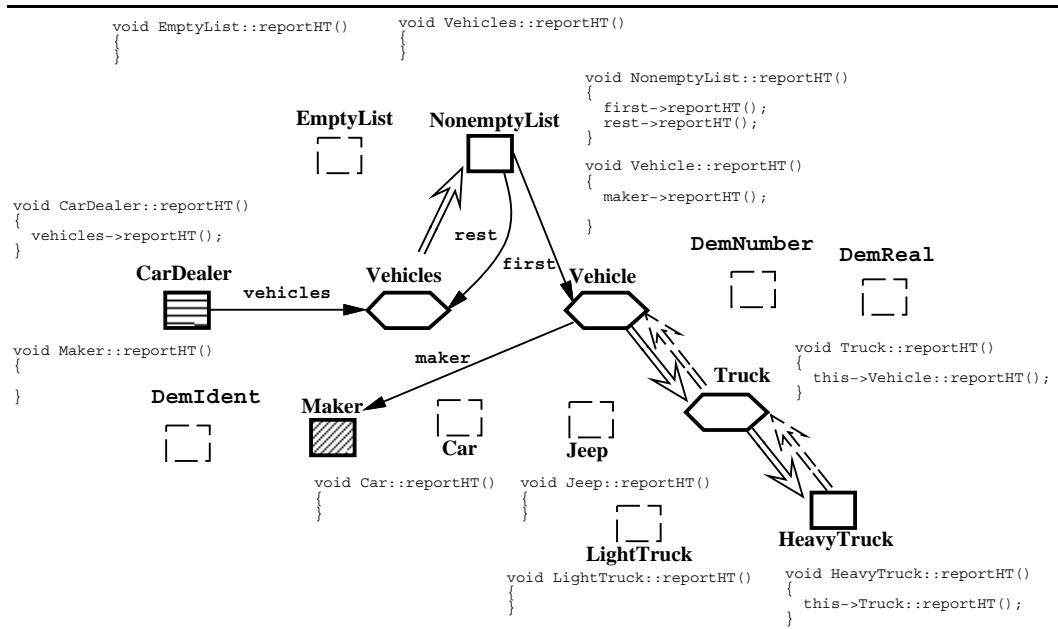 void EmptyList::reportHT()
{
}
void Vehicles::reportHT()
{
}
void NonemptyList::reportHT()
{
first->reportHT();
rest->reportHT();
}
EmptyList
NonemptyList
void Vehicle::reportHT()
{
maker->reportHT();
}
void CarDealer::reportHT()
{
vehicles->reportHT();
}
rest
first
DemNumber
DemReal
CarDealer
Vehicles
Vehicle
vehicles
void Maker::reportHT()
{
}
maker
void Truck::reportHT()
{
this->Vehicle::reportHT();
}
Truck
DemIdent
Maker
Car
Jeep
void Car::reportHT()
{
}
void Jeep::reportHT()
{
}
LightTruck
HeavyTruck
void LightTruck::reportHT()
{
}
void HeavyTruck::reportHT()
{
this->Truck::reportHT();
}